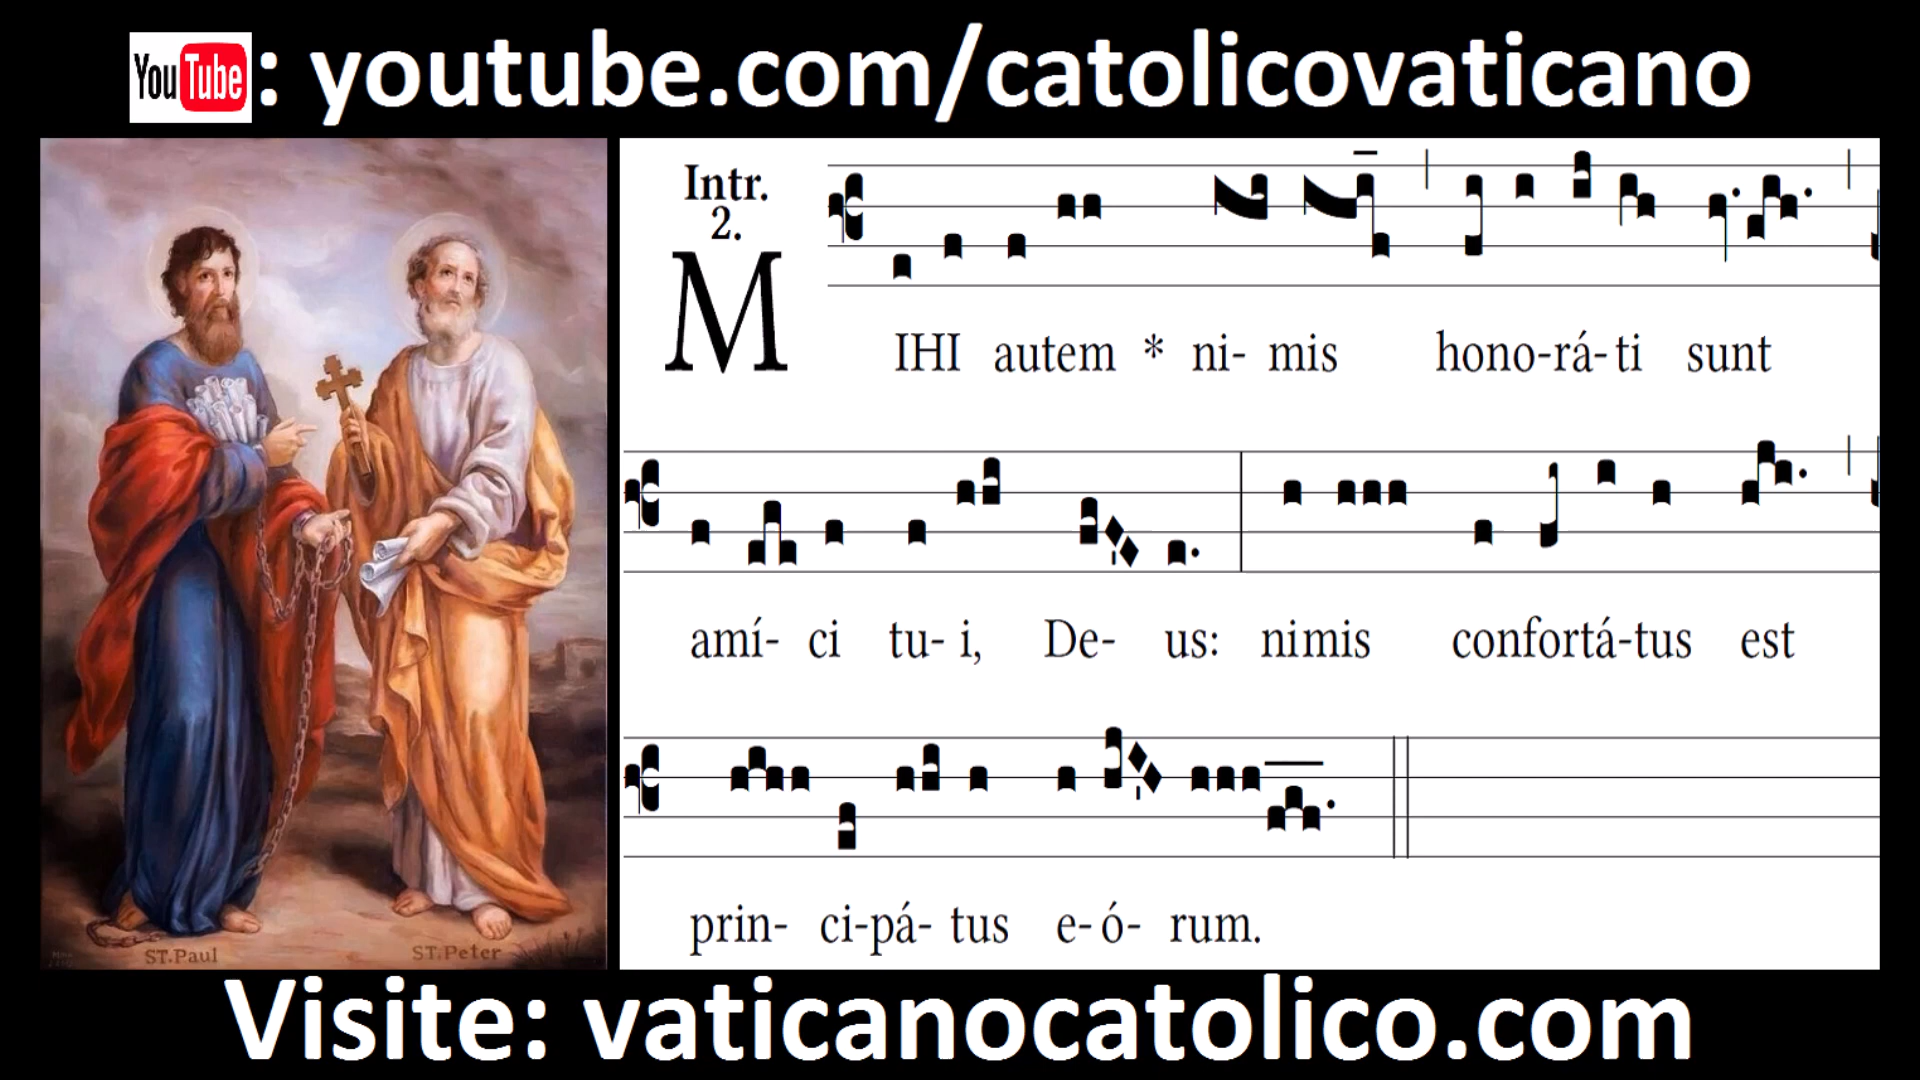 YouTube: youtube.com/catolicovaticano
Intr.
2.
MIHI autem * ni- mis hono-rá-ti sunt
amí- ci tu- i, De- us: nimis confortá-tus est
prin- ci-pá- tus e-ó- rum.
ST.Paul
ST.Peter
Visite: vaticanocatolico.com